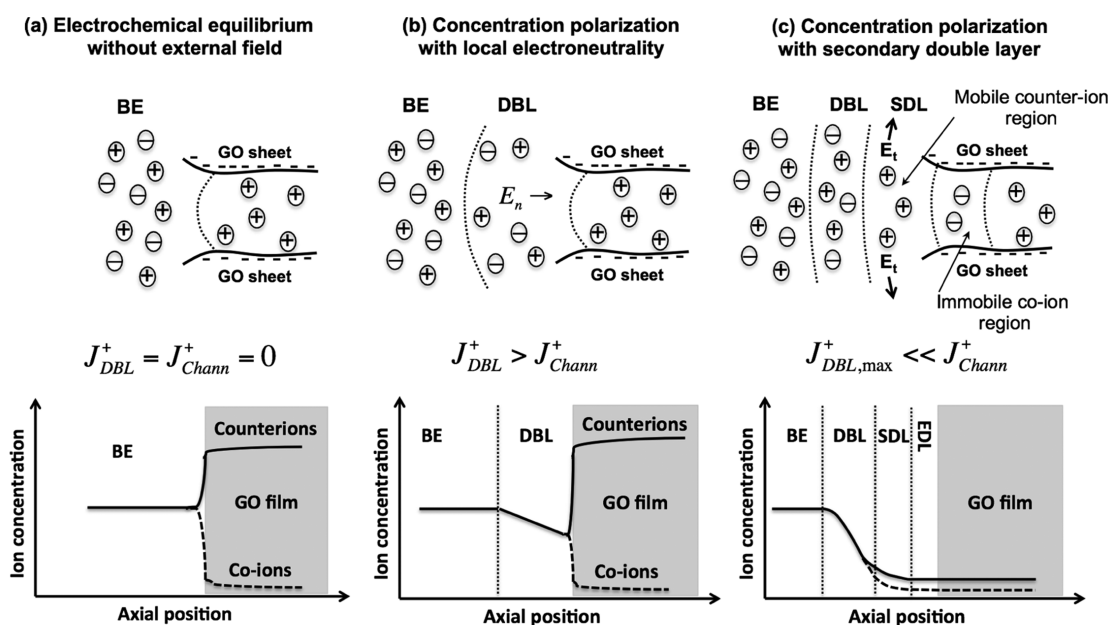 (a) Electrochemical equilibrium
without external field
(b) Concentration polarization
with local electroneutrality
(c) Concentration polarization
with secondary double layer
BE
GO sheet
GO sheet
BE
DBL
GO sheet
E_n →
GO sheet
BE
DBL
SDL
Mobile counter-ion
region
E_t
GO sheet
E_t
GO sheet
Immobile co-ion
region
J⁺_DBL = J⁺_Chann = 0
J⁺_DBL > J⁺_Chann
J⁺_DBL,max << J⁺_Chann
Ion concentration
BE
Counterions
GO film
Co-ions
Axial position
Ion concentration
BE
DBL
Counterions
GO film
Co-ions
Axial position
Ion concentration
BE
DBL
SDL
EDL
GO film
Axial position